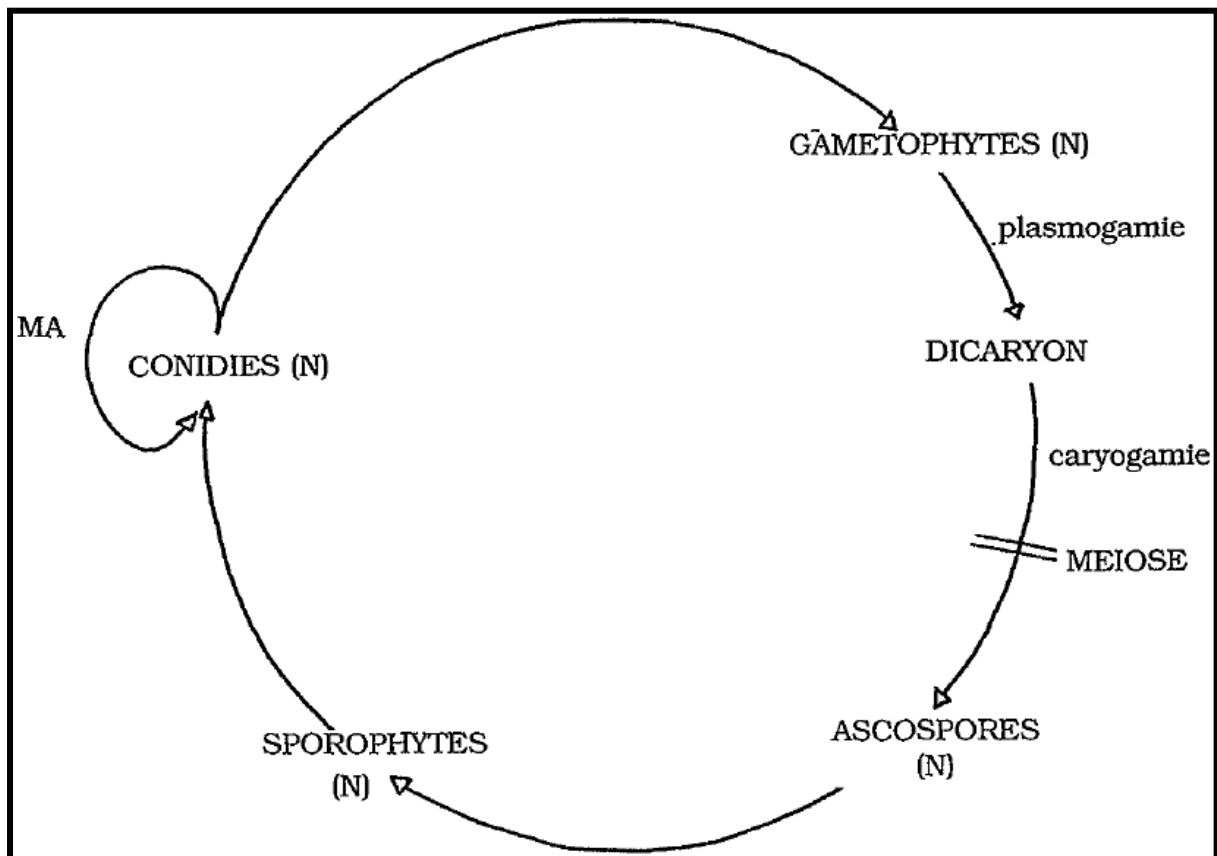 GAMETOPHYTES (N)
plasmogamie
MA
CONIDIES (N)
DICARYON
caryogamie
MEIOSE
SPOROPHYTES
(N)
ASCOSPORES
(N)